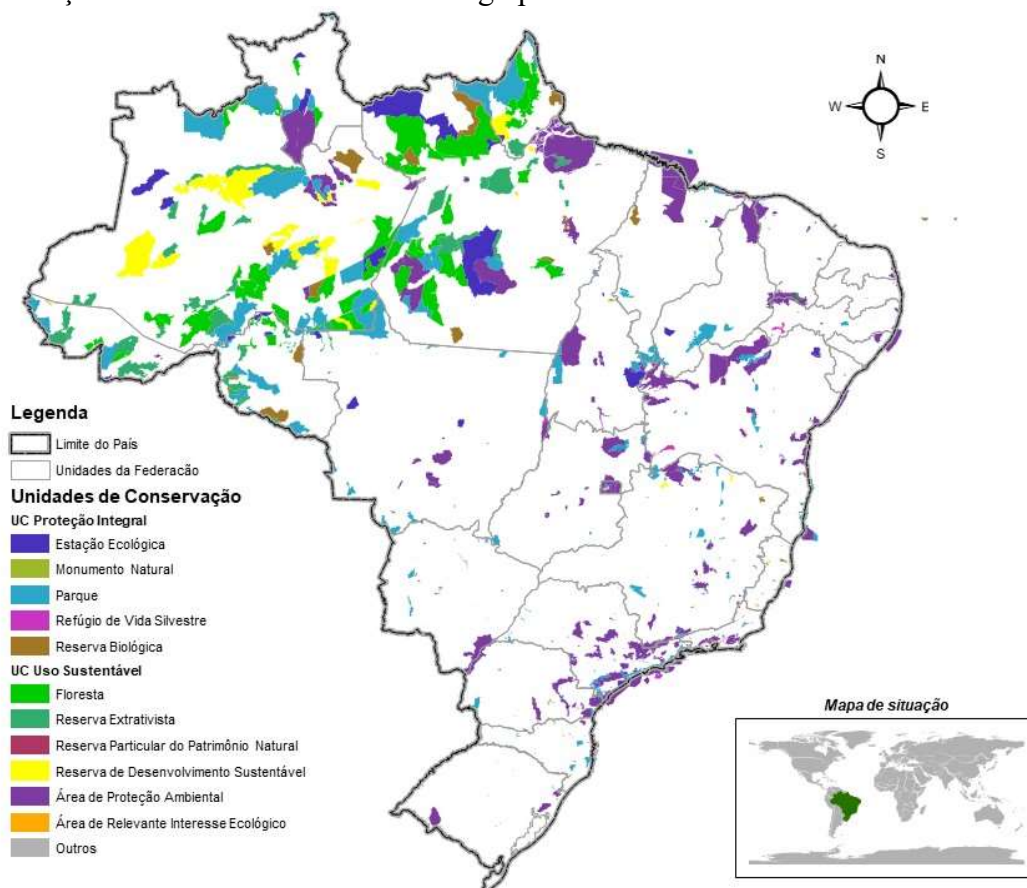 N
W E
S
Legenda
Limite do País
Unidades da Federação
Unidades de Conservação
UC Proteção Integral
Estação Ecológica
Monumento Natural
Parque
Refúgio de Vida Silvestre
Reserva Biológica
UC Uso Sustentável
Floresta
Reserva Extrativista
Reserva Particular do Patrimônio Natural
Reserva de Desenvolvimento Sustentável
Área de Proteção Ambiental
Área de Relevante Interesse Ecológico
Outros
Mapa de situação